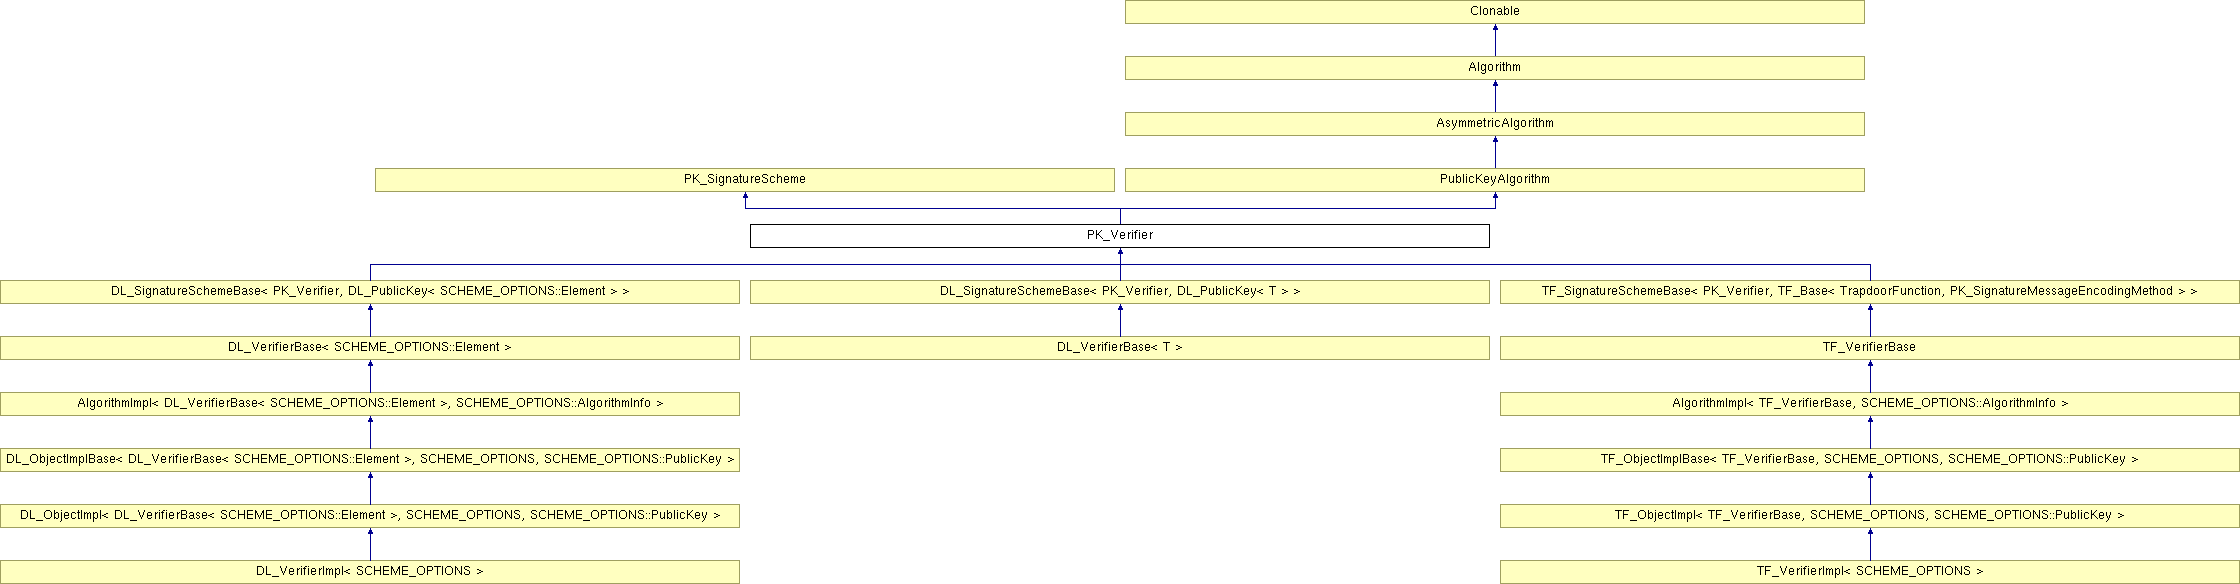 Clonable
Algorithm
AsymmetricAlgorithm
PK_SignatureScheme
PublicKeyAlgorithm
PK_Verifier
DL_SignatureSchemeBase< PK_Verifier, DL_PublicKey< SCHEME_OPTIONS::Element > >
DL_SignatureSchemeBase< PK_Verifier, DL_PublicKey< T > >
TF_SignatureSchemeBase< PK_Verifier, TF_Base< TrapdoorFunction, PK_SignatureMessageEncodingMethod > >
DL_VerifierBase< SCHEME_OPTIONS::Element >
DL_VerifierBase< T >
TF_VerifierBase
AlgorithmImpl< DL_VerifierBase< SCHEME_OPTIONS::Element >, SCHEME_OPTIONS::AlgorithmInfo >
AlgorithmImpl< TF_VerifierBase, SCHEME_OPTIONS::AlgorithmInfo >
DL_ObjectImplBase< DL_VerifierBase< SCHEME_OPTIONS::Element >, SCHEME_OPTIONS, SCHEME_OPTIONS::PublicKey >
TF_ObjectImplBase< TF_VerifierBase, SCHEME_OPTIONS, SCHEME_OPTIONS::PublicKey >
DL_ObjectImpl< DL_VerifierBase< SCHEME_OPTIONS::Element >, SCHEME_OPTIONS, SCHEME_OPTIONS::PublicKey >
TF_ObjectImpl< TF_VerifierBase, SCHEME_OPTIONS, SCHEME_OPTIONS::PublicKey >
DL_VerifierImpl< SCHEME_OPTIONS >
TF_VerifierImpl< SCHEME_OPTIONS >